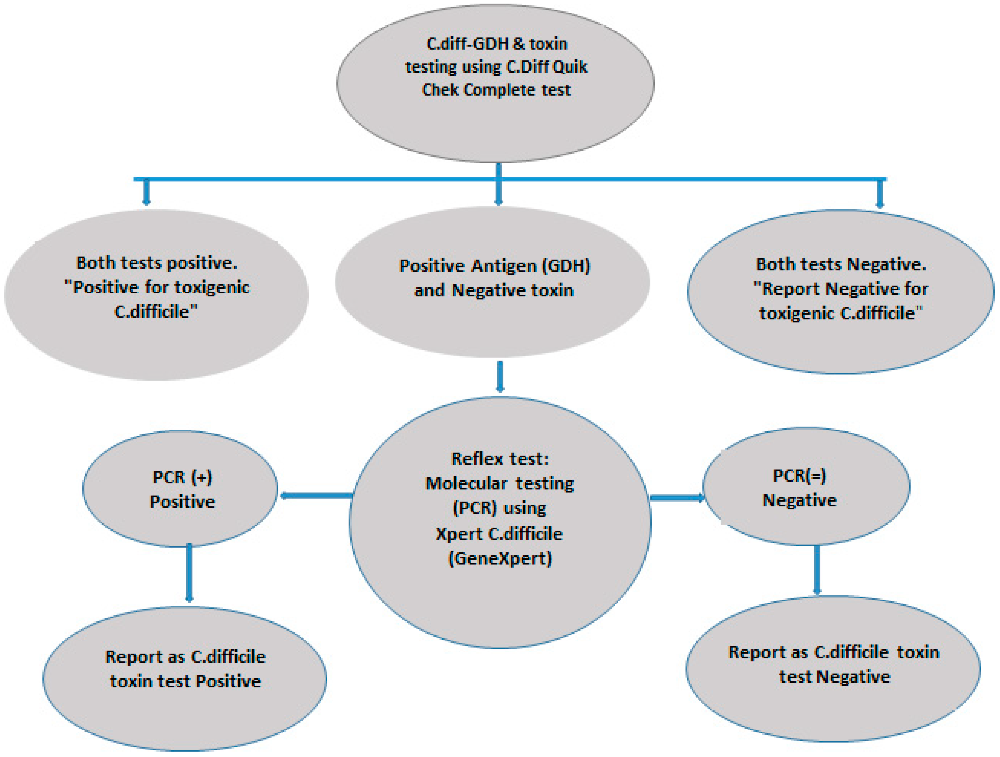 C.diff-GDH & toxin
testing using C.Diff Quik
Chek Complete test
Both tests positive.
"Positive for toxigenic
C.difficile"
Positive Antigen (GDH)
and Negative toxin
Both tests Negative.
"Report Negative for
toxigenic C.difficile"
PCR (+)
Positive
Reflex test:
Molecular testing
(PCR) using
Xpert C.difficile
(GeneXpert)
PCR(=)
Negative
Report as C.difficile
toxin test Positive
Report as C.difficile toxin
test Negative